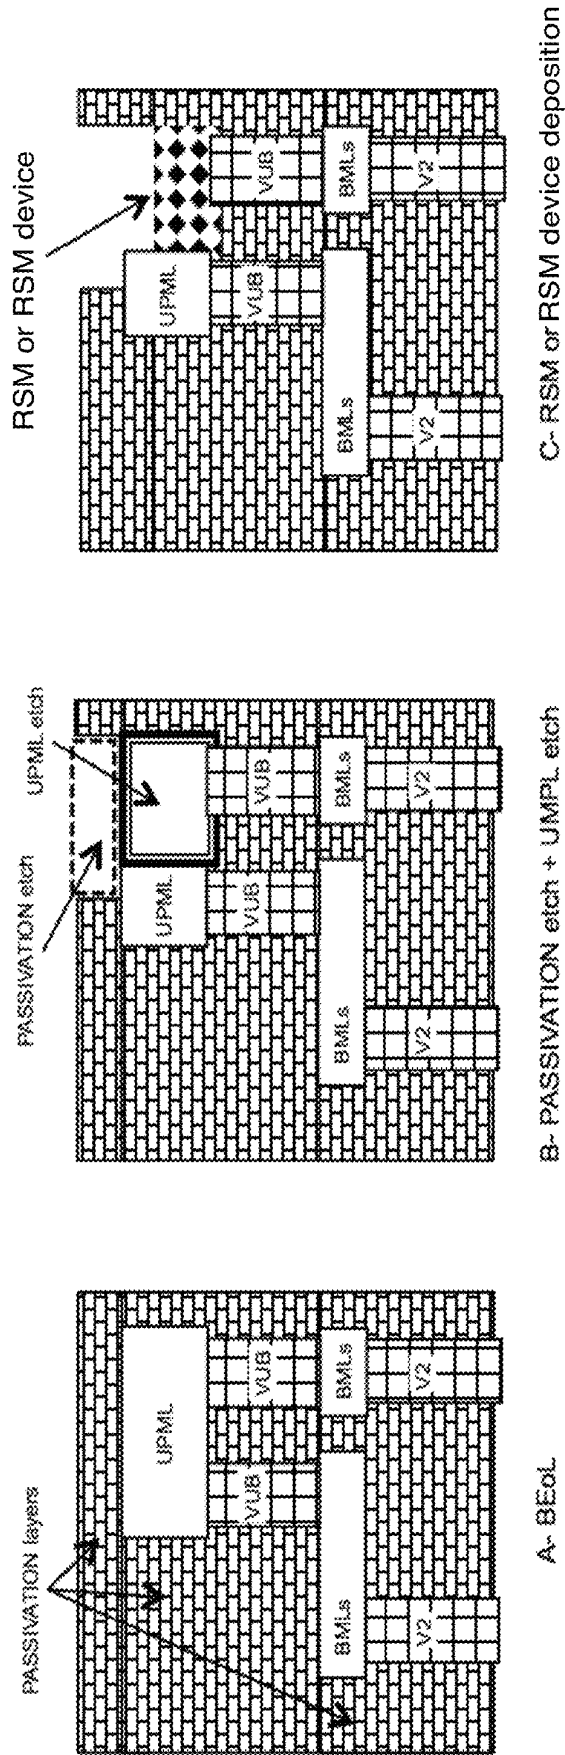 PASSIVATION layers
UPML
VUB
VUB
BMLs
BMLs
V2
V2
A- BEoL
PASSIVATION etch
UPML etch
UPML
VUB
VUB
BMLs
BMLs
V2
V2
B- PASSIVATION etch + UMPL etch
RSM or RSM device
UPML
VUB
VUB
BMLs
BMLs
V2
V2
C- RSM or RSM device deposition